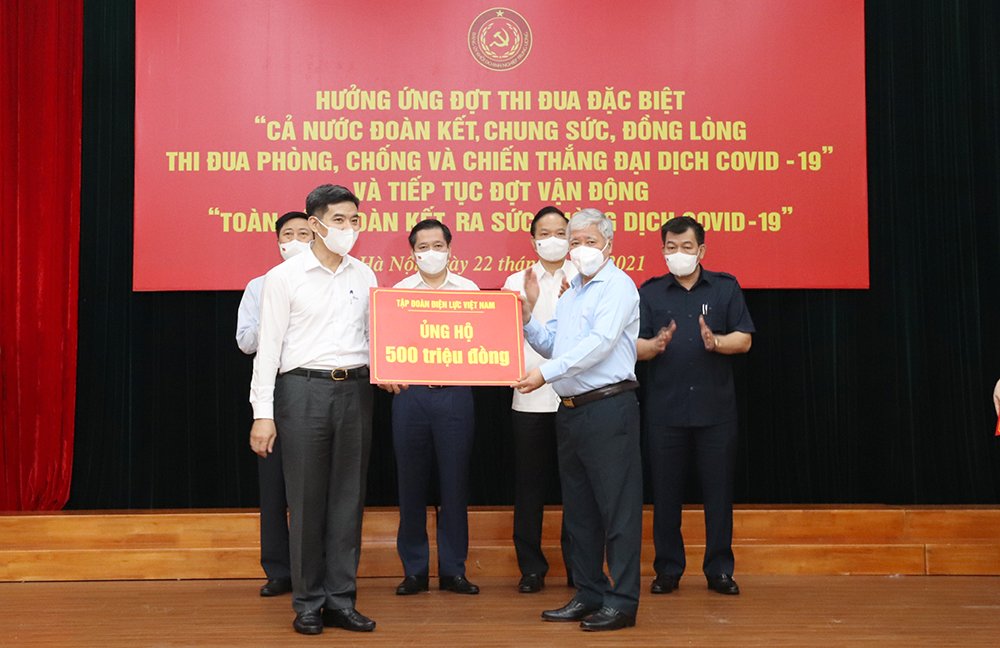 HƯỞNG ỨNG ĐỢT THI ĐUA ĐẶC BIỆT
“CẢ NƯỚC ĐOÀN KẾT, CHUNG SỨC, ĐỒNG LÒNG
THI ĐUA PHÒNG, CHỐNG VÀ CHIẾN THẮNG ĐẠI DỊCH COVID -19”
VÀ TIẾP TỤC ĐỢT VẬN ĐỘNG
“TOÀN ĐOÀN KẾT, RA SỨC DỊCH COVID-19”
Hà Nội, ngày 22 2021
TẬP ĐOÀN ĐIỆN LỰC VIỆT NAM
ỦNG HỘ
500 triệu đồng